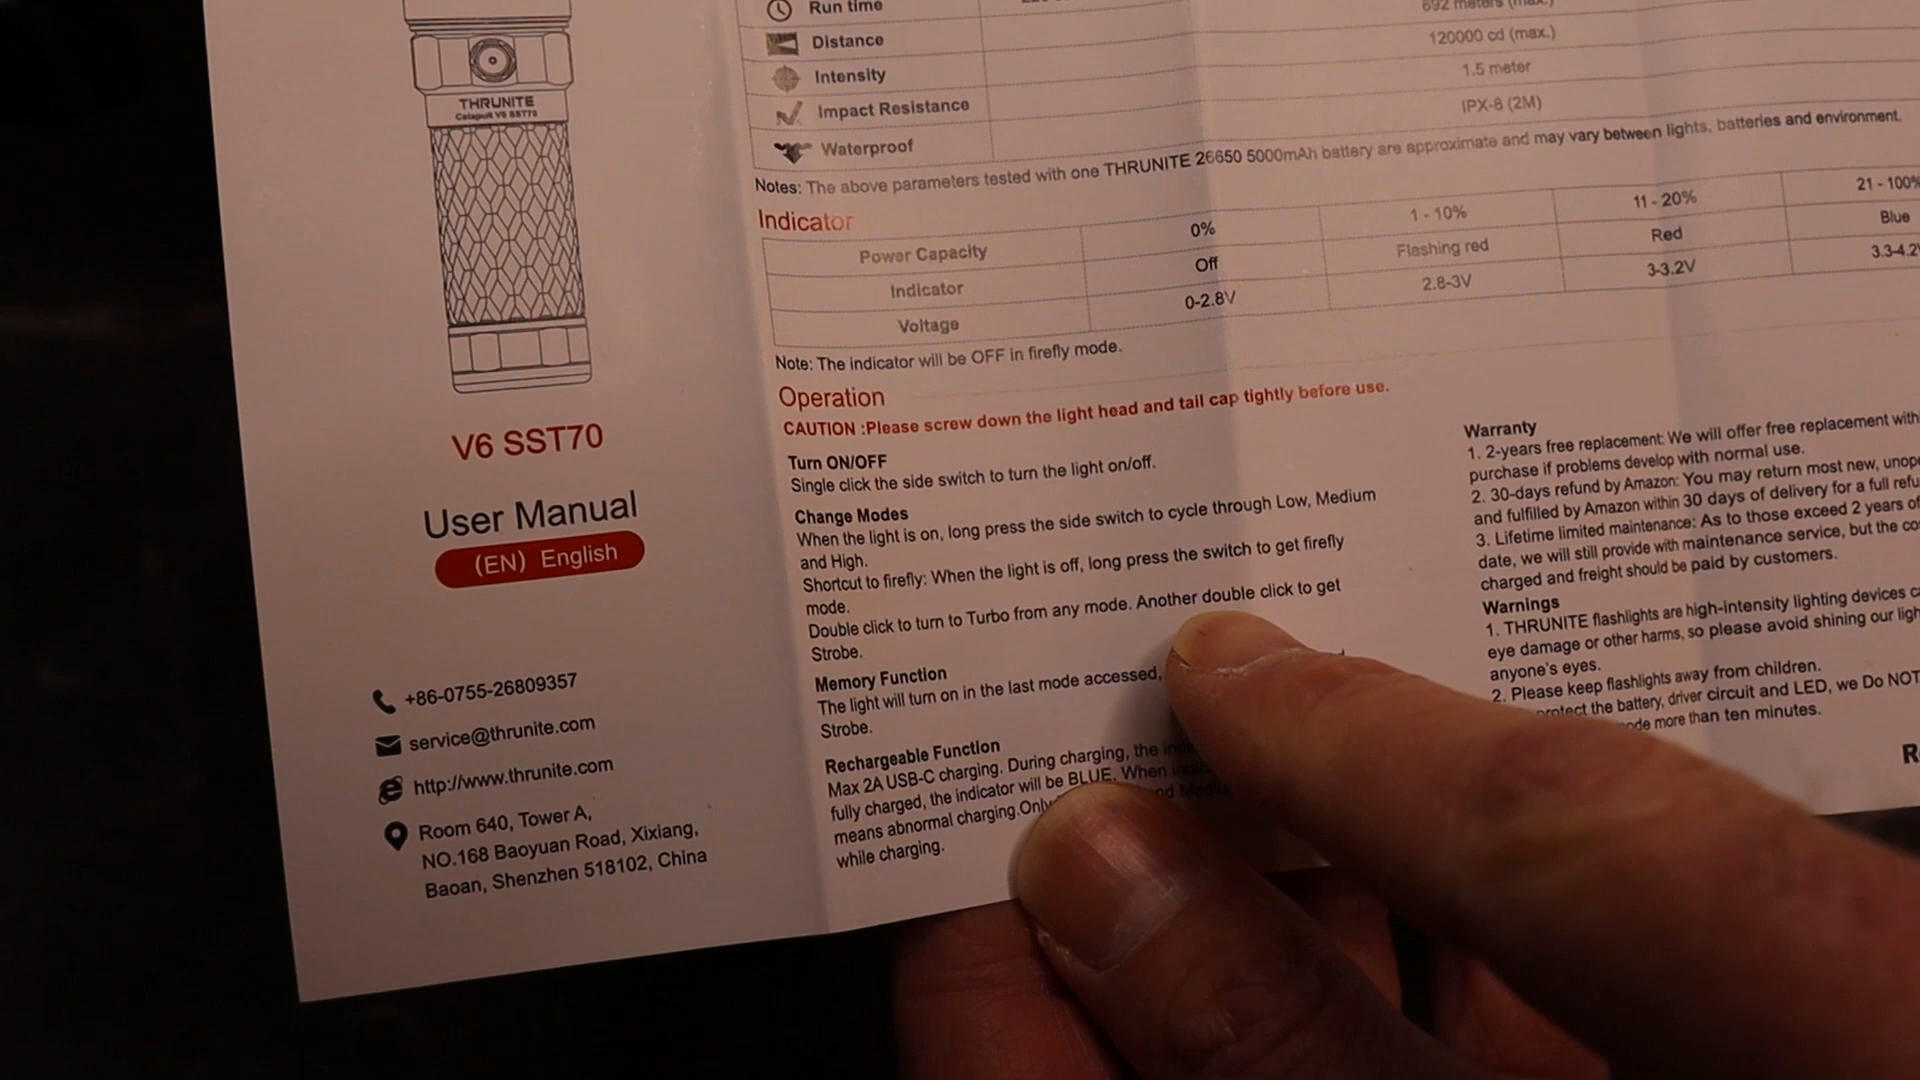 THRUNITE
Catapult V6 SST70
V6 SST70
User Manual
(EN) English
+86-0755-26809357
service@thrunite.com
http://www.thrunite.com
Room 640, Tower A,
NO.168 Baoyuan Road, Xixiang,
Baoan, Shenzhen 518102, China
Run time
Distance
692 meters (max.)
Intensity
120000 cd (max.)
Impact Resistance
1.5 meter
Waterproof
IPX-8 (2M)
Notes: The above parameters tested with one THRUNITE 26650 5000mAh battery are approximate and may vary between lights, batteries and environment.
Indicator
Power Capacity 0% 1 - 10% 11 - 20% 21 - 100%
Indicator Off Flashing red Red Blue
Voltage 0-2.8V 2.8-3V 3-3.2V 3.3-4.2V
Note: The indicator will be OFF in firefly mode.
Operation
CAUTION :Please screw down the light head and tail cap tightly before use.
Turn ON/OFF
Single click the side switch to turn the light on/off.
Change Modes
When the light is on, long press the side switch to cycle through Low, Medium
and High.
Shortcut to firefly: When the light is off, long press the switch to get firefly
mode.
Double click to turn to Turbo from any mode. Another double click to get
Strobe.
Memory Function
The light will turn on in the last mode accessed,
Strobe.
Rechargeable Function
Max 2A USB-C charging. During charging, the
fully charged, the indicator will be BLUE. When
means abnormal charging.Only
while charging.
Warranty
1. 2-years free replacement: We will offer free replacement
purchase if problems develop with normal use.
2. 30-days refund by Amazon: You may return most new,
and fulfilled by Amazon within 30 days of delivery for a full
3. Lifetime limited maintenance: As to those exceed 2 years
date, we will still provide with maintenance service, but the
charged and freight should be paid by customers.
Warnings
1. THRUNITE flashlights are high-intensity lighting devices
eye damage or other harms, so please avoid shining our
anyone's eyes.
2. Please keep flashlights away from children.
protect the battery, driver circuit and LED, we Do NOT
more than ten minutes.